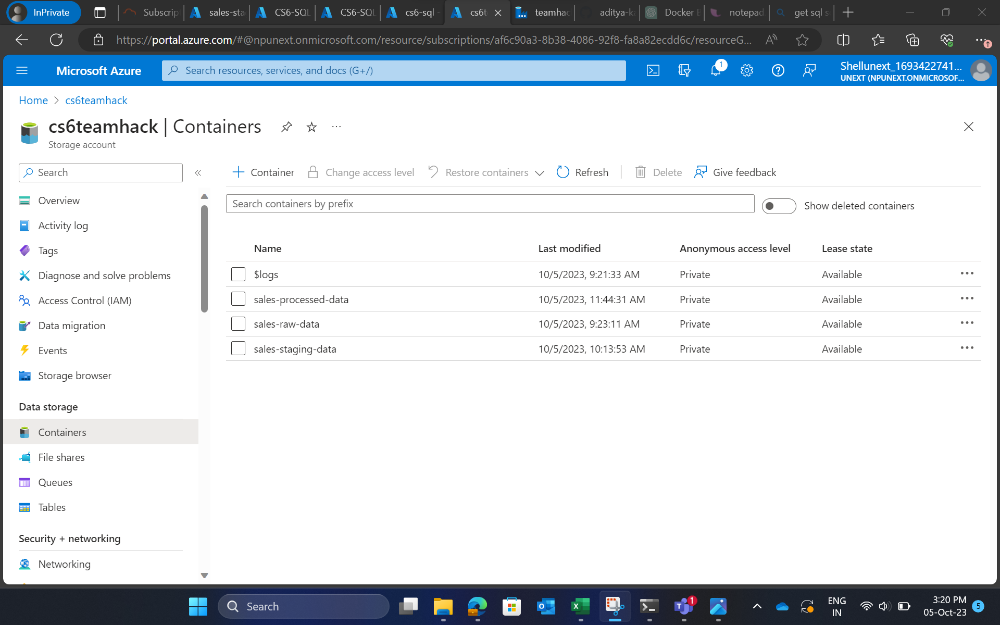 InPrivate
Subscrip
sales-sta
CS6-SQL
CS6-SQL
cs6-sql -
cs6t
teamhac
aditya-ka
Docker
notepad
get sql s
https://portal.azure.com/#@npunext.onmicrosoft.com/resource/subscriptions/af6c90a3-8b38-4086-92f8-fa8a82ecdd6c/resourceG...
Microsoft Azure
Search resources, services, and docs (G+/)
1
Shellunext_1693422741...
UNEXT (NPUNEXT.ONMICROSOF...
Home > cs6teamhack
cs6teamhack | Containers
Storage account
Search
Container
Change access level
Restore containers
Refresh
Delete
Give feedback
Search containers by prefix
Show deleted containers
Overview
Activity log
Tags
Diagnose and solve problems
Access Control (IAM)
Data migration
Events
Storage browser
Data storage
Containers
File shares
Queues
Tables
Security + networking
Networking
Name Last modified Anonymous access level Lease state
$logs 10/5/2023, 9:21:33 AM Private Available
sales-processed-data 10/5/2023, 11:44:31 AM Private Available
sales-raw-data 10/5/2023, 9:23:11 AM Private Available
sales-staging-data 10/5/2023, 10:13:53 AM Private Available
Search
1
ENG
IN
3:20 PM
05-Oct-23
5